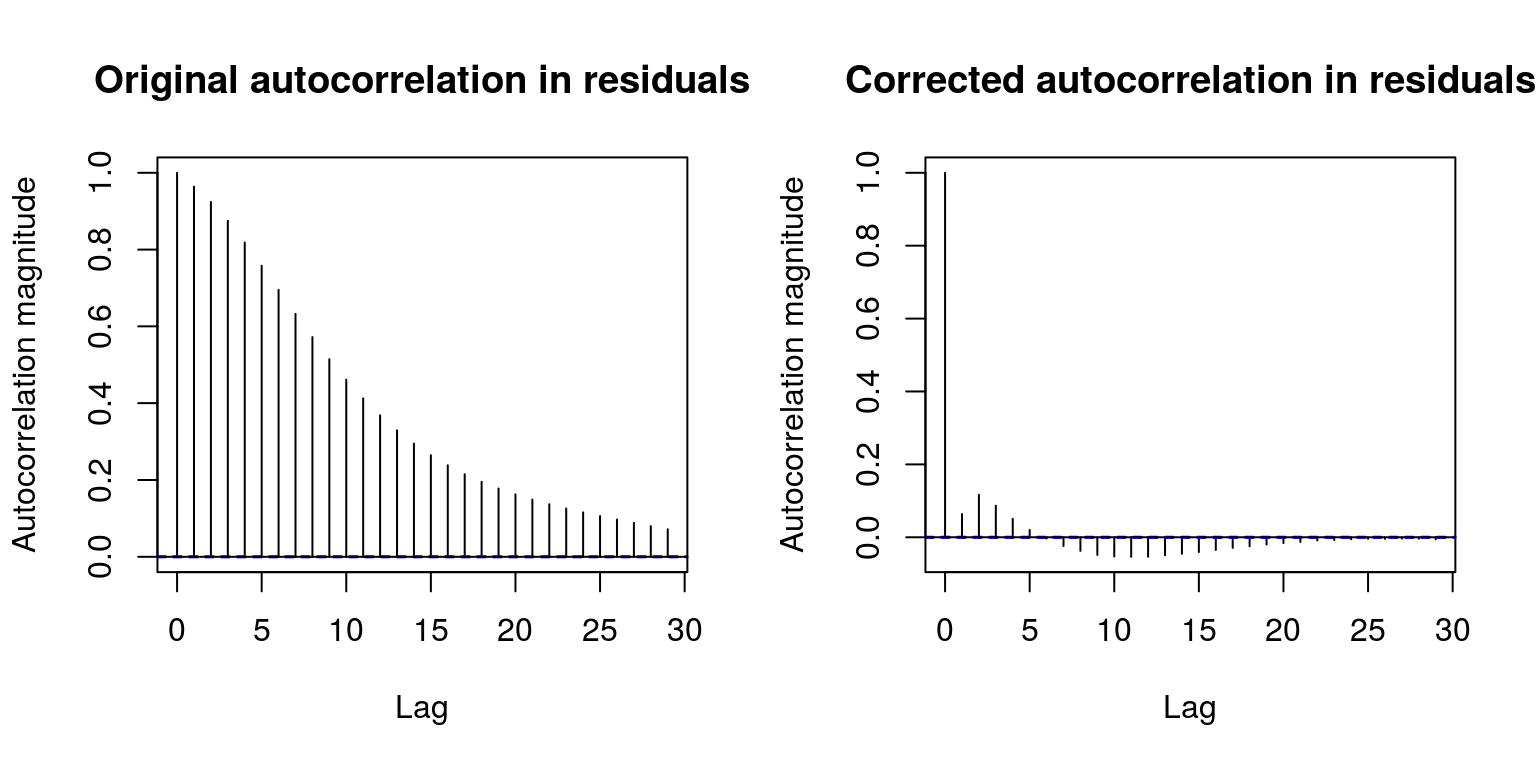 Original autocorrelation in residuals
Autocorrelation magnitude
1.0
0.8
0.6
0.4
0.2
0.0
0 5 10 15 20 25 30
Lag
Corrected autocorrelation in residuals
Autocorrelation magnitude
1.0
0.8
0.6
0.4
0.2
0.0
0 5 10 15 20 25 30
Lag